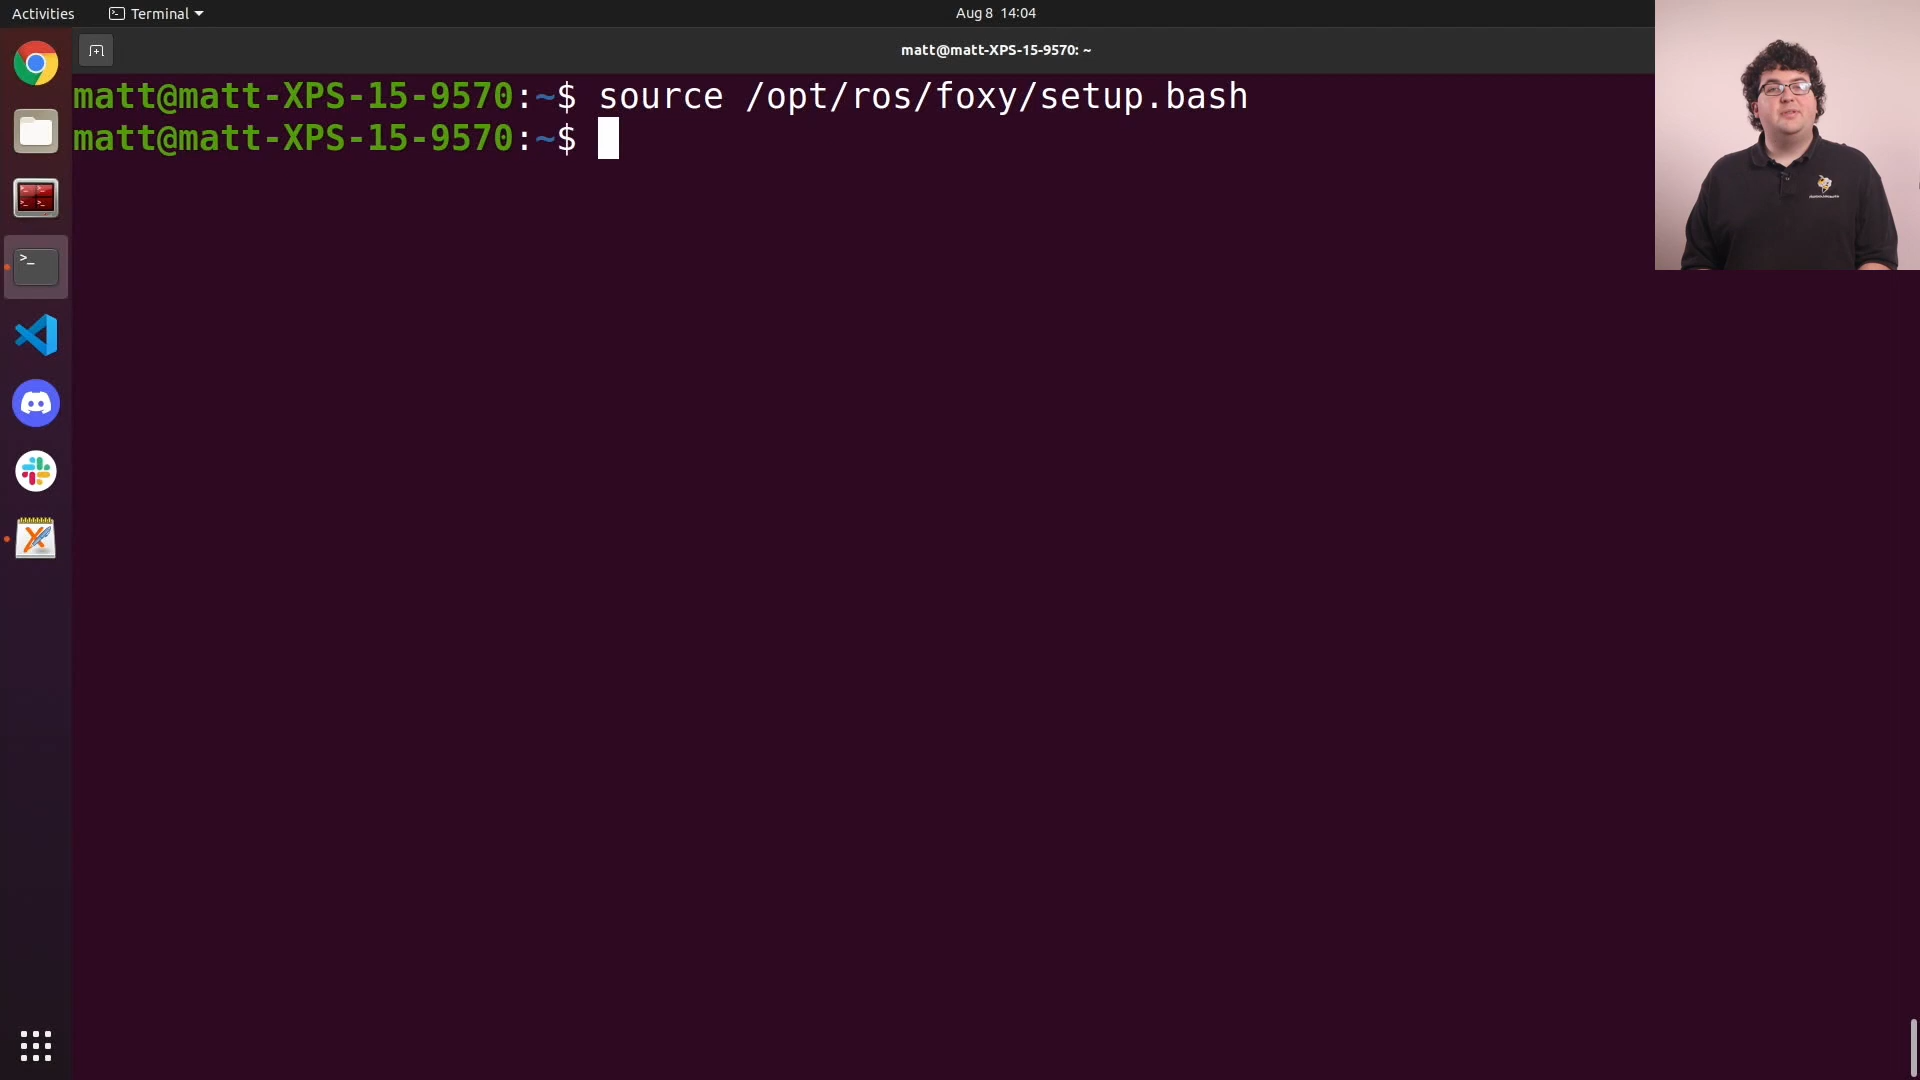 Activities
Terminal
Aug 8 14:04
matt@matt-XPS-15-9570: ~
matt@matt-XPS-15-9570:~$ source /opt/ros/foxy/setup.bash
matt@matt-XPS-15-9570:~$